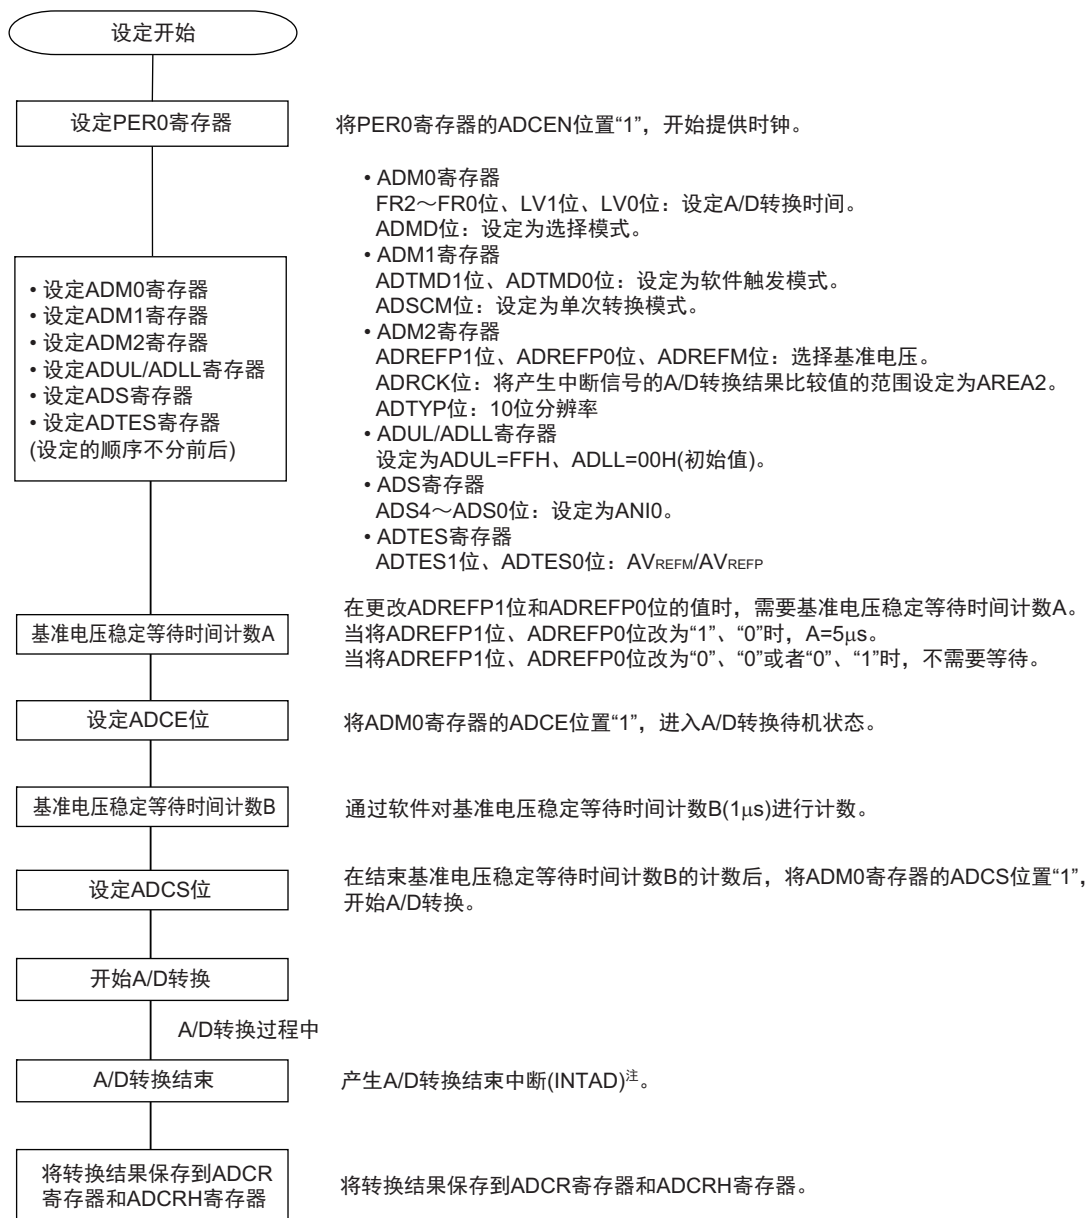 设定开始
设定PER0寄存器
将PER0寄存器的ADCEN位置“1”，开始提供时钟。
• 设定ADM0寄存器
• 设定ADM1寄存器
• 设定ADM2寄存器
• 设定ADUL/ADLL寄存器
• 设定ADS寄存器
• 设定ADTES寄存器
(设定的顺序不分前后)
• ADM0寄存器
FR2～FR0位、LV1位、LV0位：设定A/D转换时间。
ADMD位：设定为选择模式。
• ADM1寄存器
ADTMD1位、ADTMD0位：设定为软件触发模式。
ADSCM位：设定为单次转换模式。
• ADM2寄存器
ADREFP1位、ADREFP0位、ADREFM位：选择基准电压。
ADRCK位：将产生中断信号的A/D转换结果比较值的范围设定为AREA2。
ADTYP位：10位分辨率
• ADUL/ADLL寄存器
设定为ADUL=FFH、ADLL=00H(初始值)。
• ADS寄存器
ADS4～ADS0位：设定为ANI0。
• ADTES寄存器
ADTES1位、ADTES0位：AVREFM/AVREFP
基准电压稳定等待时间计数A
在更改ADREFP1位和ADREFP0位的值时，需要基准电压稳定等待时间计数A。
当将ADREFP1位、ADREFP0位改为“1”、“0”时，A=5μs。
当将ADREFP1位、ADREFP0位改为“0”、“0”或者“0”、“1”时，不需要等待。
设定ADCE位
将ADM0寄存器的ADCE位置“1”，进入A/D转换待机状态。
基准电压稳定等待时间计数B
通过软件对基准电压稳定等待时间计数B(1μs)进行计数。
设定ADCS位
在结束基准电压稳定等待时间计数B的计数后，将ADM0寄存器的ADCS位置“1”，
开始A/D转换。
开始A/D转换
A/D转换过程中
A/D转换结束
产生A/D转换结束中断(INTAD)注。
将转换结果保存到ADCR
寄存器和ADCRH寄存器
将转换结果保存到ADCR寄存器和ADCRH寄存器。